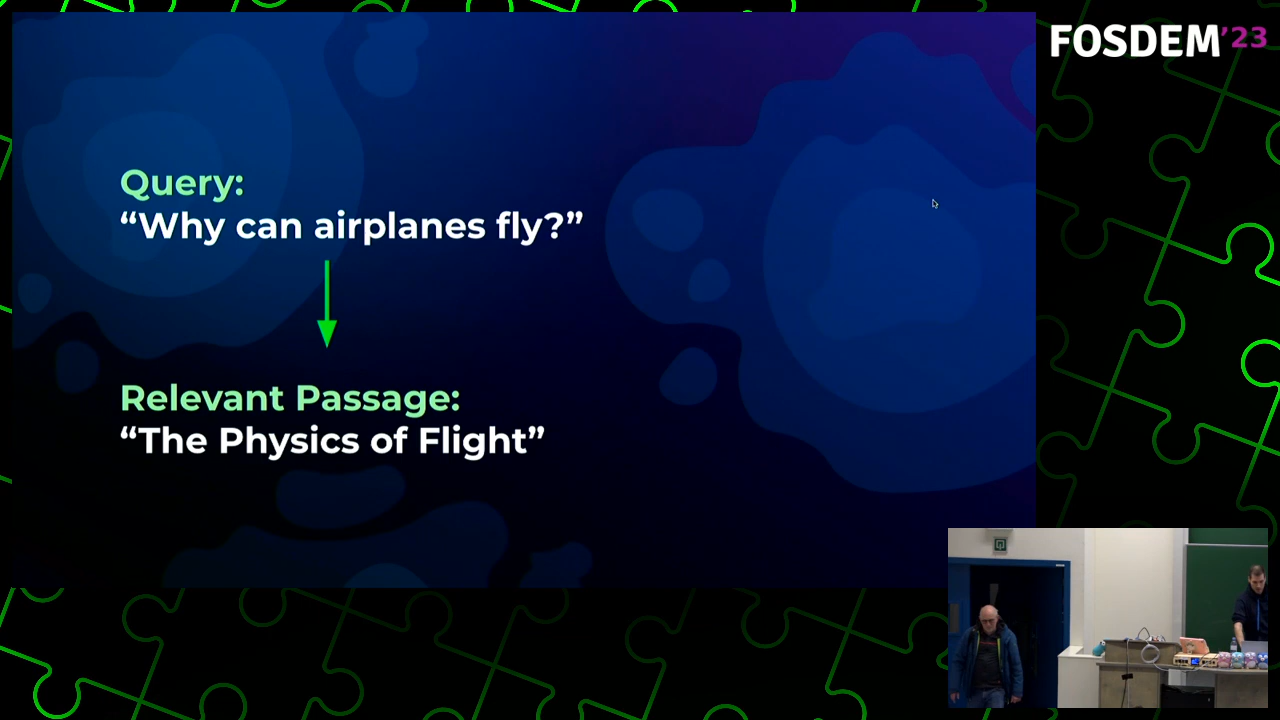 FOSDEM'23
Query:
“Why can airplanes fly?”
Relevant Passage:
“The Physics of Flight”